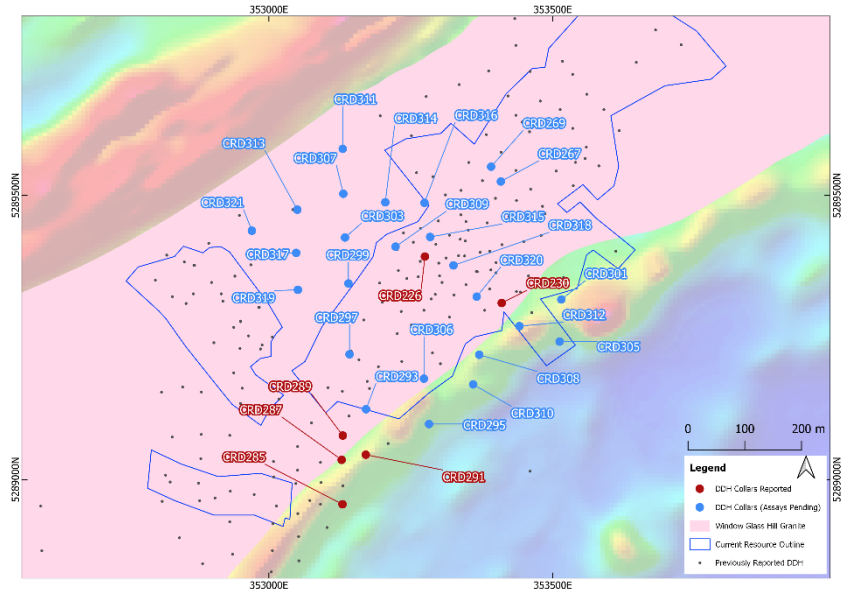 353000E
353500E
CRD311
CRD314
CRD316
CRD269
CRD313
CRD267
CRD307
5289500N
5289500N
CRD321
CRD303
CRD309
CRD315
CRD318
CRD317
CRD299
CRD320
CRD301
CRD319
CRD226
CRD230
CRD297
CRD306
CRD312
CRD305
CRD289
CRD293
CRD308
CRD287
CRD310
CRD295
CRD285
CRD291
0 100 200 m
5289000N
5289000N
Legend
DDH Collars Reported
DDH Collars (Assays Pending)
Window Glass Hill Granite
Current Resource Outline
Previously Reported DDH
353000E
353500E